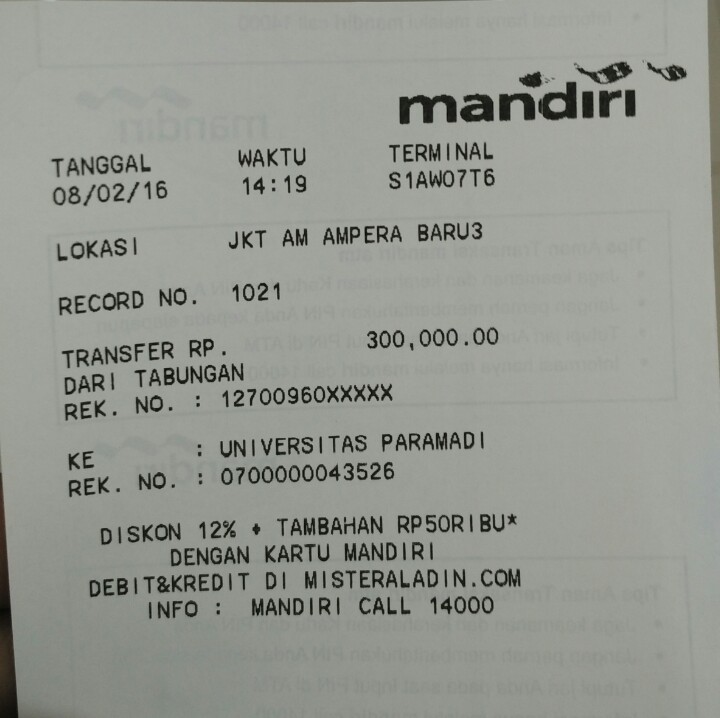 mandiri
TANGGAL WAKTU TERMINAL
08/02/16 14:19 S1AW07T6
LOKASI JKT AM AMPERA BARU3
RECORD NO. 1021
TRANSFER RP. 300,000.00
DARI TABUNGAN
REK. NO. : 12700960XXXXX
KE : UNIVERSITAS PARAMADI
REK. NO. : 0700000043526
DISKON 12% + TAMBAHAN RP50RIBU*
DENGAN KARTU MANDIRI
DEBIT&KREDIT DI MISTERALADIN.COM
INFO : MANDIRI CALL 14000